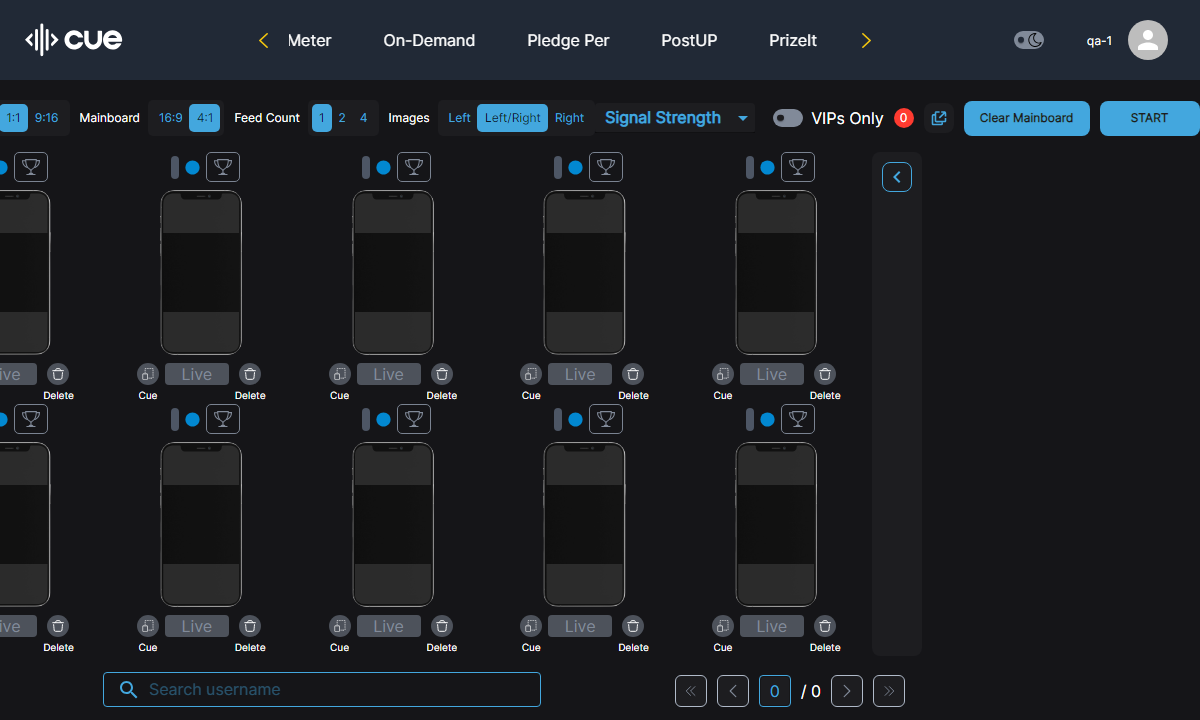 cue
Meter On-Demand Pledge Per PostUP PrizeIt
qa-1
1:1 9:16 Mainboard 16:9 4:1 Feed Count 1 2 4 Images Left Left/Right Right Signal Strength VIPs Only 0 Clear Mainboard START
Live Live Live Live
Delete Cue Delete Cue Delete Cue Delete Cue Delete
Live Live Live Live
Delete Cue Delete Cue Delete Cue Delete Cue Delete
Search username
0 / 0